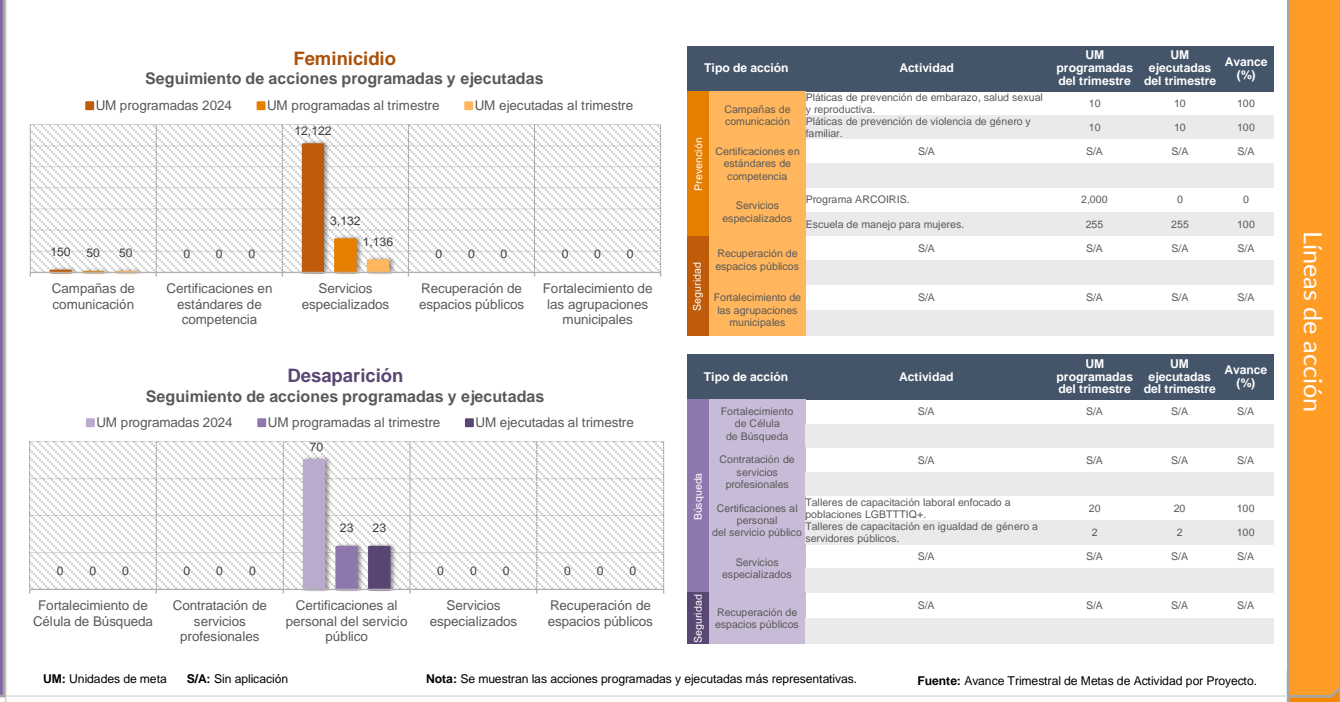 Feminicidio
Seguimiento de acciones programadas y ejecutadas
UM programadas 2024 UM programadas al trimestre UM ejecutadas al trimestre
12,122
3,132
1,136
150 50 50 0 0 0 0 0 0 0 0 0
Campañas de comunicación
Certificaciones en estándares de competencia
Servicios especializados
Recuperación de espacios públicos
Fortalecimiento de las agrupaciones municipales
Tipo de acción Actividad UM programadas del trimestre UM ejecutadas del trimestre Avance (%)
Prevención
Campañas de comunicación
Pláticas de prevención de embarazo, salud sexual y reproductiva. 10 10 100
Pláticas de prevención de violencia de género y familiar. 10 10 100
Certificaciones en estándares de competencia
S/A S/A S/A S/A
Servicios especializados
Programa ARCOIRIS. 2,000 0 0
Escuela de manejo para mujeres. 255 255 100
Seguridad
Recuperación de espacios públicos
S/A S/A S/A S/A
Fortalecimiento de las agrupaciones municipales
S/A S/A S/A S/A
Desaparición
Seguimiento de acciones programadas y ejecutadas
UM programadas 2024 UM programadas al trimestre UM ejecutadas al trimestre
70
23 23
0 0 0 0 0 0 0 0 0 0 0 0
Fortalecimiento de Célula de Búsqueda
Contratación de servicios profesionales
Certificaciones al personal del servicio público
Servicios especializados
Recuperación de espacios públicos
Tipo de acción Actividad UM programadas del trimestre UM ejecutadas del trimestre Avance (%)
Búsqueda
Fortalecimiento de Célula de Búsqueda
S/A S/A S/A S/A
Contratación de servicios profesionales
S/A S/A S/A S/A
Certificaciones al personal del servicio público
Talleres de capacitación laboral enfocado a poblaciones LGBTTTIQ+. 20 20 100
Talleres de capacitación en igualdad de género a servidores públicos. 2 2 100
Servicios especializados
S/A S/A S/A S/A
Seguridad
Recuperación de espacios públicos
S/A S/A S/A S/A
UM: Unidades de meta S/A: Sin aplicación
Nota: Se muestran las acciones programadas y ejecutadas más representativas.
Fuente: Avance Trimestral de Metas de Actividad por Proyecto.
Líneas de acción